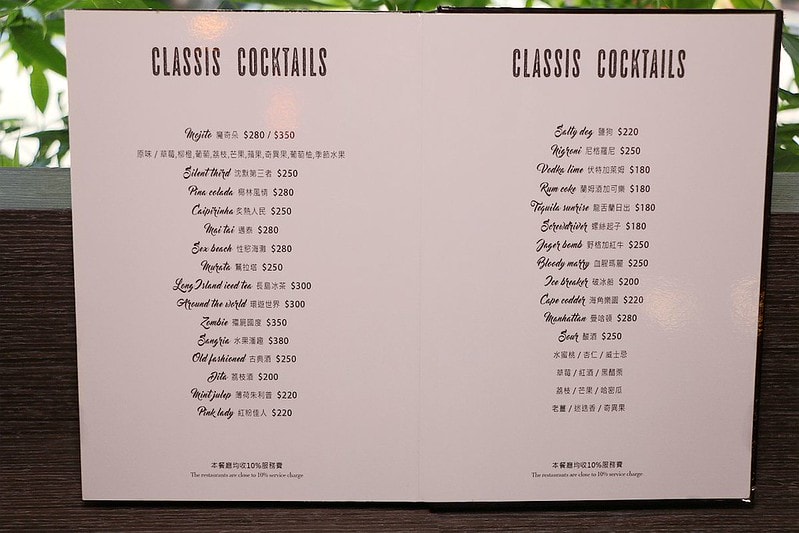 CLASSIS COCKTAILS
Mojito 魔奇朵 $280 / $350
原味 / 草莓,柳橙,葡萄,荔枝,芒果,蘋果,奇異果,葡萄柚,季節水果
Silent third 沈默第三者 $250
Pina colada 椰林風情 $280
Caipirinha 炙熱人民 $250
Mai tai 邁泰 $280
Sex beach 性慾海灘 $280
Murata 篤拉塔 $250
Long Island iced tea 長島冰茶 $300
Around the world 環遊世界 $300
Zombie 殭屍國度 $350
Sangria 水果潘趣 $380
Old fashioned 古典酒 $250
Dita 荔枝酒 $200
Mint julep 薄荷朱利普 $220
Pink lady 紅粉佳人 $220
本餐廳均收10%服務費
The restaurants are close to 10% service charge
CLASSIS COCKTAILS
Salty dog 鹽狗 $220
Nigroni 尼格羅尼 $250
Vodka lime 伏特加萊姆 $180
Rum coke 蘭姆酒加可樂 $180
Tequila sunrise 龍舌蘭日出 $180
Screwdriver 螺絲起子 $180
Jager bomb 野格加紅牛 $250
Bloody marry 血腥瑪麗 $250
Ice breaker 破冰船 $200
Cape codder 海角樂園 $220
Manhattan 曼哈頓 $280
Sour 酸酒 $250
水蜜桃 / 杏仁 / 威士忌
草莓 / 紅酒 / 黑醋栗
荔枝 / 芒果 / 哈密瓜
老薑 / 迷迭香 / 奇異果
本餐廳均收10%服務費
The restaurants are close to 10% service charge